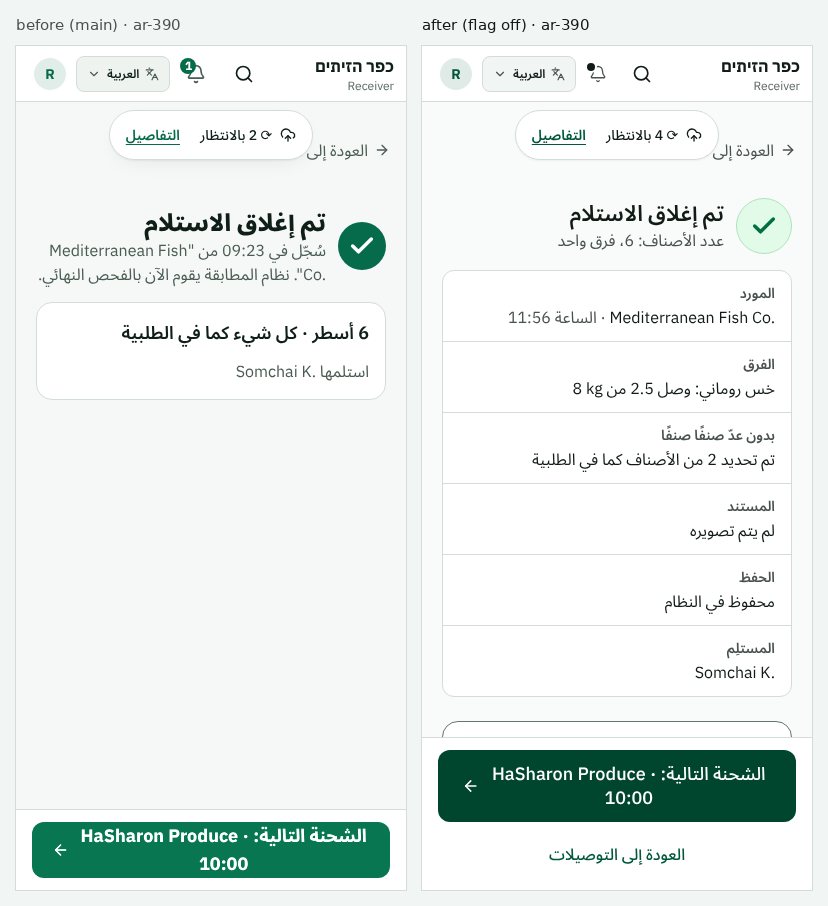 before (main) · ar-390
כפר הזיתים
Receiver
1
العربية
R
2 بالانتظار
التفاصيل
العودة إلى
تم إغلاق الاستلام
سُجّل في 09:23 من "Mediterranean Fish
Co.". نظام المطابقة يقوم الآن بالفحص النهائي.
6 أسطر · كل شيء كما في الطلبية
استلمها Somchai K.
الشحنة التالية: HaSharon Produce ·
10:00
after (flag off) · ar-390
כפר הזיתים
Receiver
العربية
R
4 بالانتظار
التفاصيل
العودة إلى
تم إغلاق الاستلام
عدد الأصناف: 6، فرق واحد
المورد
Mediterranean Fish Co. · الساعة 11:56
الفرق
خس روماني: وصل 2.5 من 8 kg
بدون عدّ صنفًا صنفًا
تم تحديد 2 من الأصناف كما في الطلبية
المستند
لم يتم تصويره
الحفظ
محفوظ في النظام
المستلِم
Somchai K.
الشحنة التالية: HaSharon Produce ·
10:00
العودة إلى التوصيلات